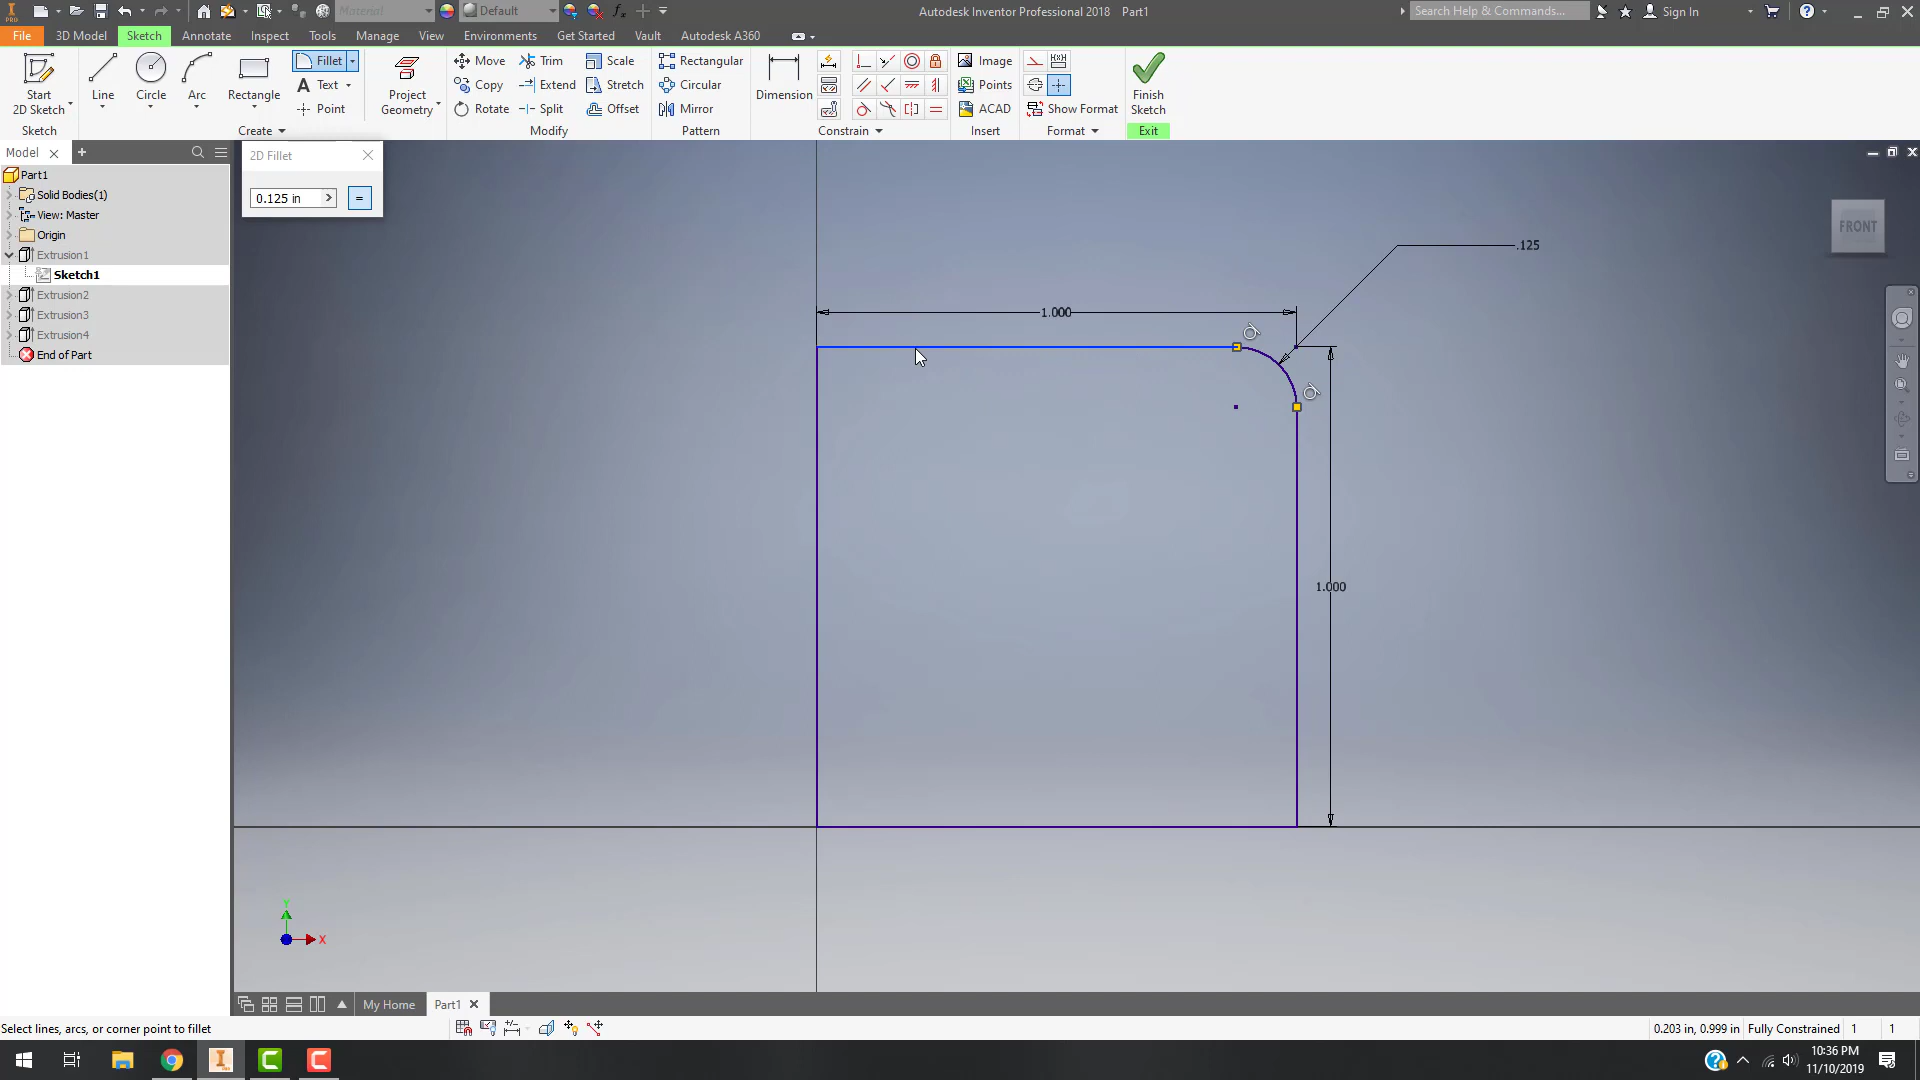 PRO
Material
Default
fx
Autodesk Inventor Professional 2018 Part1
Search Help & Commands...
Sign In
File 3D Model Sketch Annotate Inspect Tools Manage View Environments Get Started Vault Autodesk A360
Start
2D Sketch
Line
Circle
Arc
Rectangle
Fillet
Text
Point
Project
Geometry
Move
Copy
Rotate
Trim
Extend
Split
Scale
Stretch
Offset
Rectangular
Circular
Mirror
Dimension
Image
Points
ACAD
Show Format
Finish
Sketch
Sketch Create Modify Pattern Constrain Insert Format Exit
Model
2D Fillet
0.125 in
=
Part1
Solid Bodies(1)
View: Master
Origin
Extrusion1
Sketch1
Extrusion2
Extrusion3
Extrusion4
End of Part
FRONT
.125
1.000
1.000
Y
X
My Home Part1
Select lines, arcs, or corner point to fillet
0.203 in, 0.999 in Fully Constrained 1 1
10:36 PM
11/10/2019